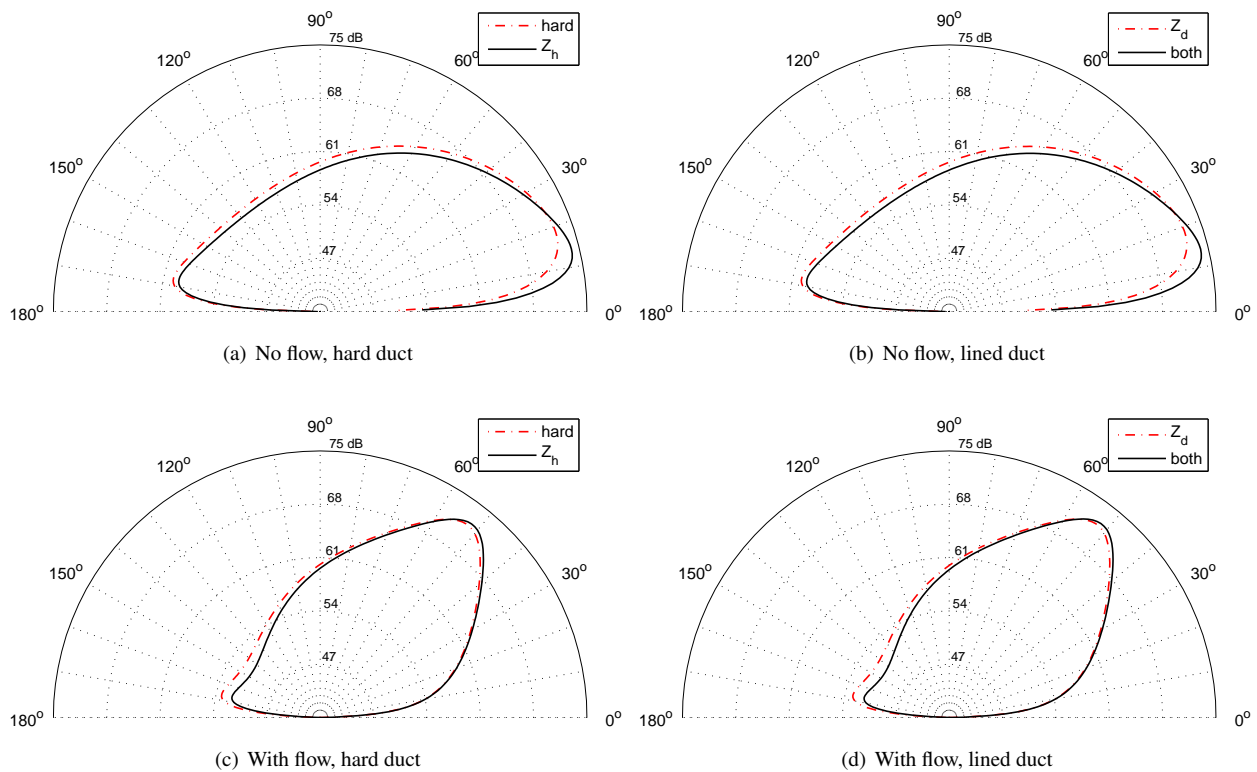 hard
Z_h
90°
75 dB
120°
60°
68
61
150°
30°
54
47
180°
0°
(a) No flow, hard duct
Z_d
both
90°
75 dB
120°
60°
68
61
150°
30°
54
47
180°
0°
(b) No flow, lined duct
hard
Z_h
90°
75 dB
120°
60°
68
61
150°
30°
54
47
180°
0°
(c) With flow, hard duct
Z_d
both
90°
75 dB
120°
60°
68
61
150°
30°
54
47
180°
0°
(d) With flow, lined duct